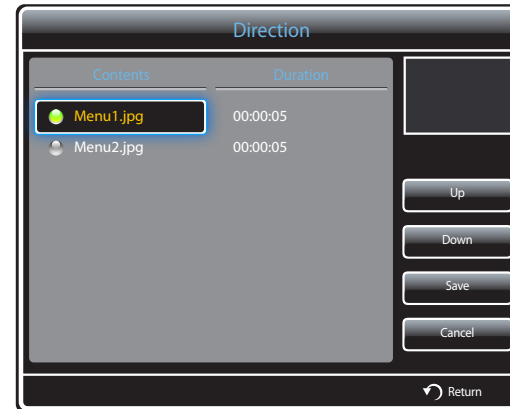 Direction
Contents Duration
Menu1.jpg 00:00:05
Menu2.jpg 00:00:05
Up
Down
Save
Cancel
Return